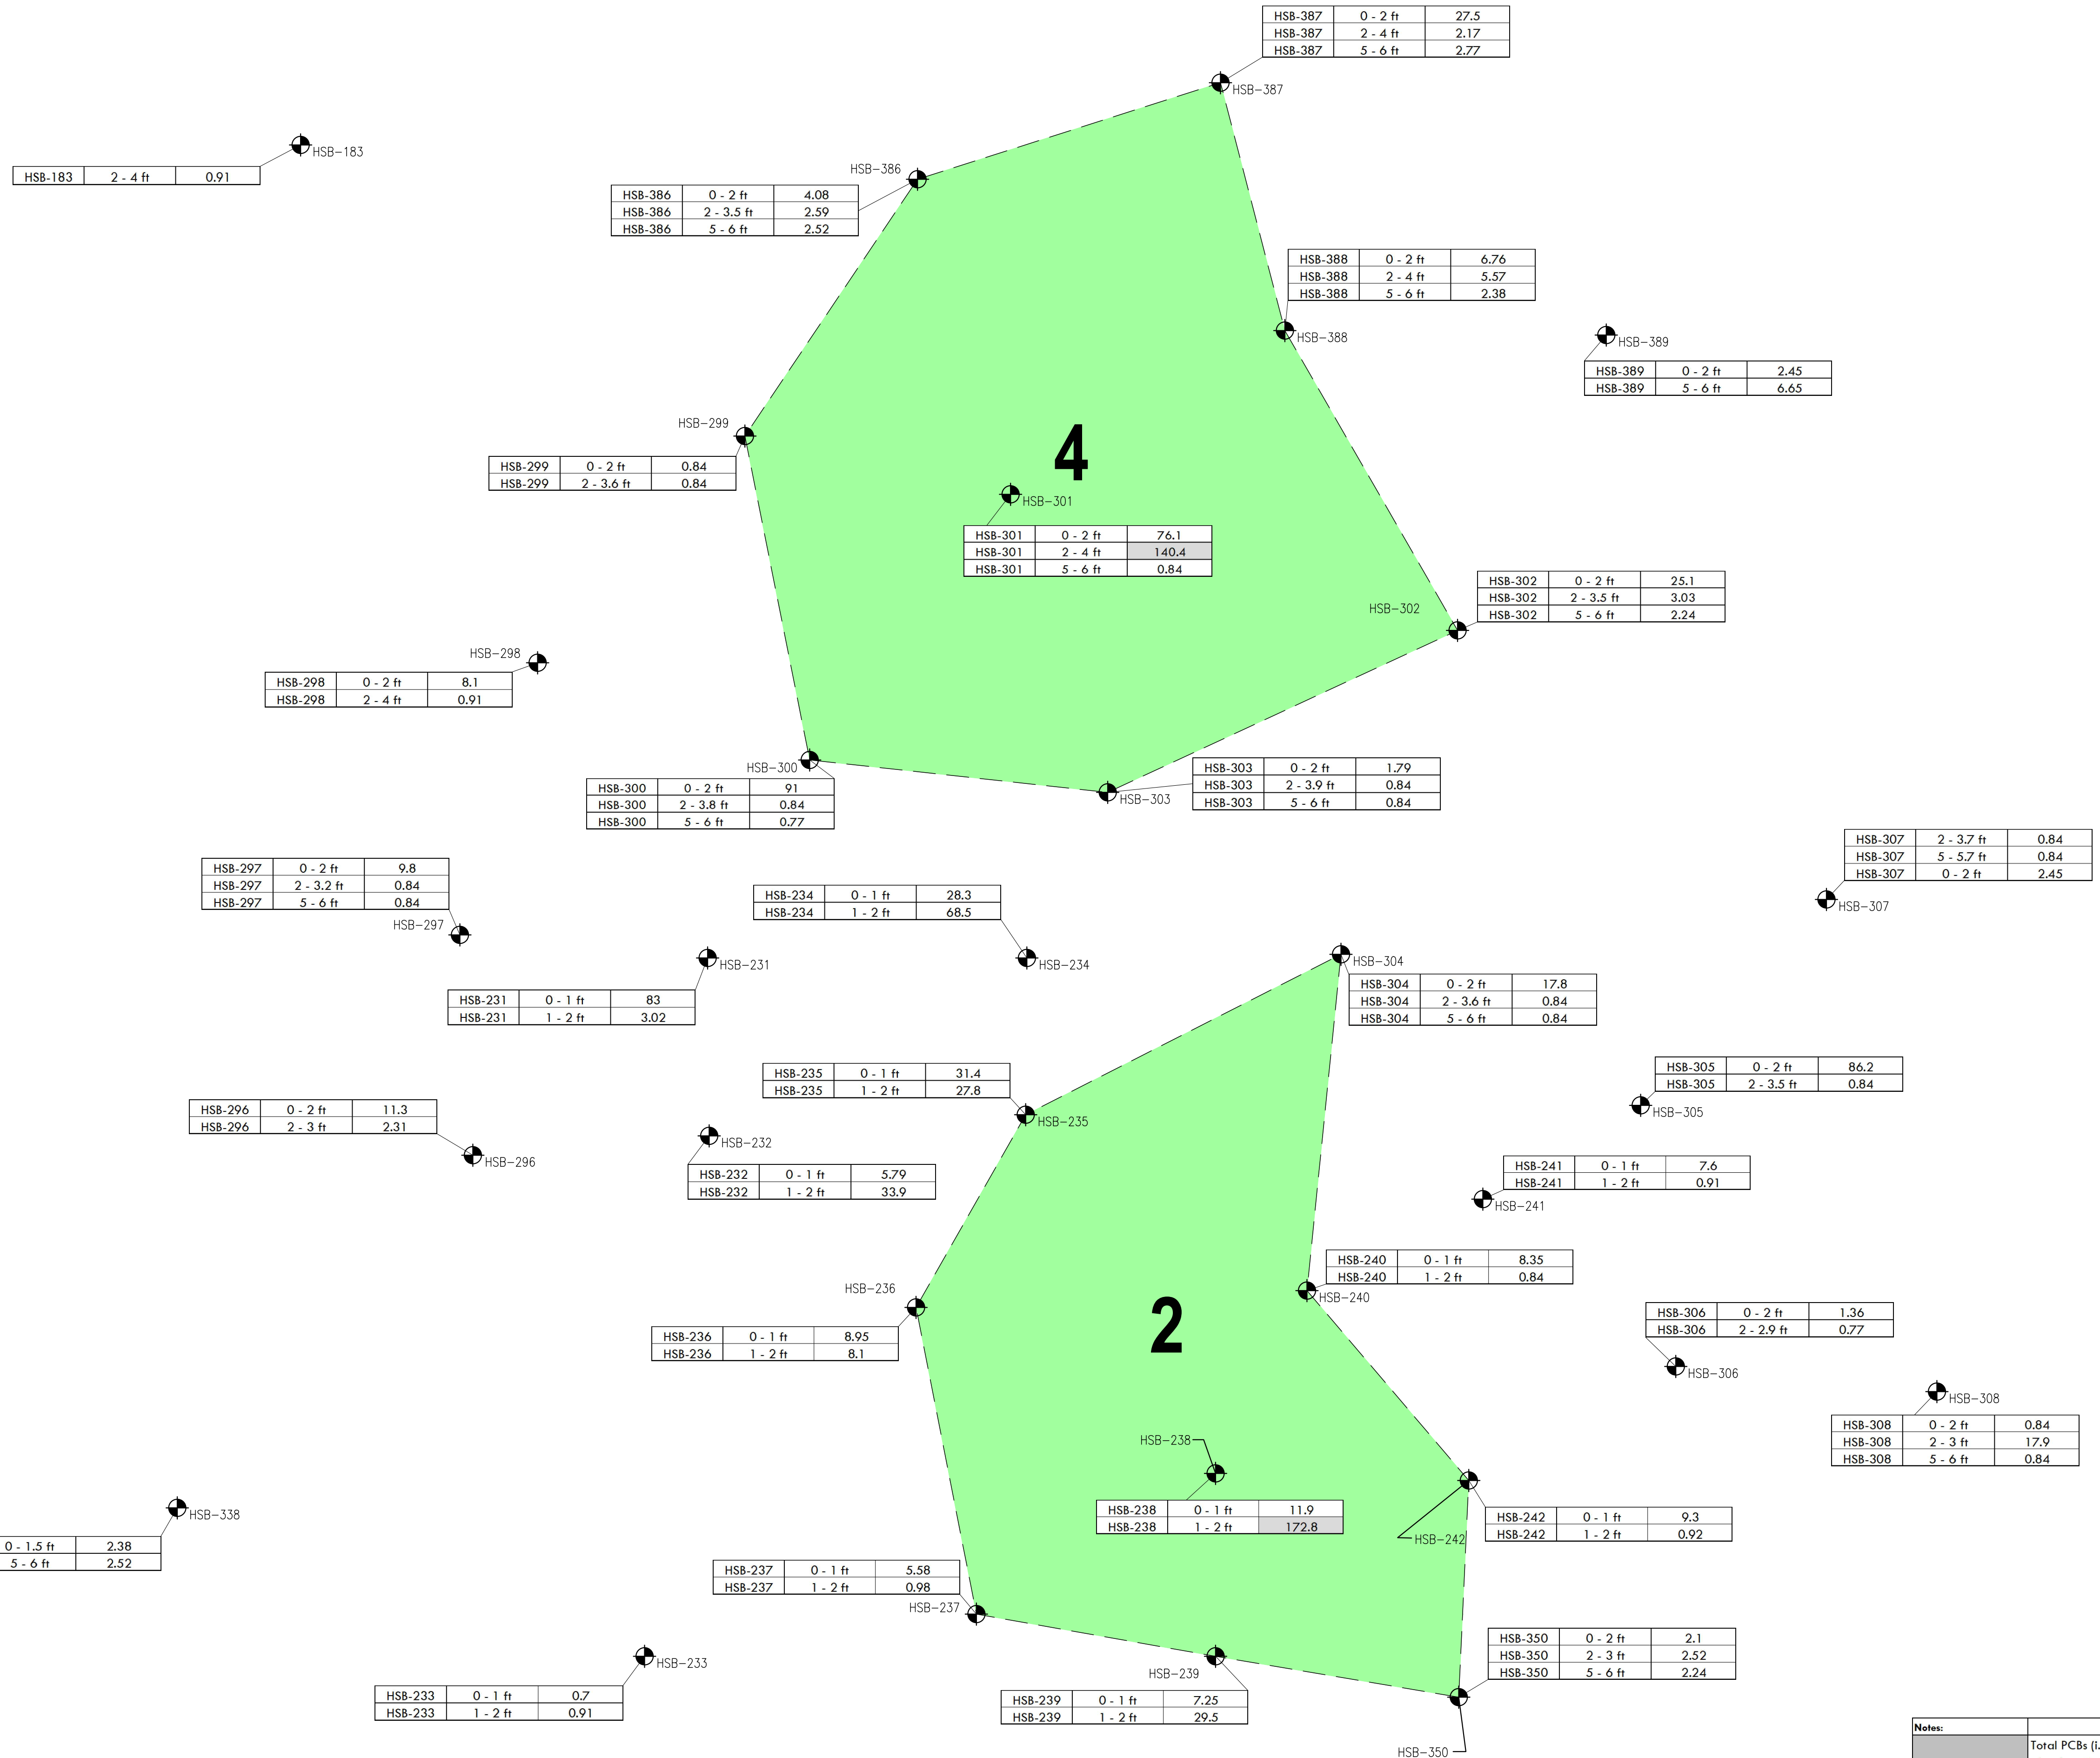 HSB-387 0 - 2 ft 27.5
HSB-387 2 - 4 ft 2.17
HSB-387 5 - 6 ft 2.77
HSB-387
HSB-183
HSB-183 2 - 4 ft 0.91
HSB-386
HSB-386 0 - 2 ft 4.08
HSB-386 2 - 3.5 ft 2.59
HSB-386 5 - 6 ft 2.52
HSB-388 0 - 2 ft 6.76
HSB-388 2 - 4 ft 5.57
HSB-388 5 - 6 ft 2.38
HSB-388
HSB-389
HSB-389 0 - 2 ft 2.45
HSB-389 5 - 6 ft 6.65
HSB-299
HSB-299 0 - 2 ft 0.84
HSB-299 2 - 3.6 ft 0.84
4
HSB-301
HSB-301 0 - 2 ft 76.1
HSB-301 2 - 4 ft 140.4
HSB-301 5 - 6 ft 0.84
HSB-302
HSB-302 0 - 2 ft 25.1
HSB-302 2 - 3.5 ft 3.03
HSB-302 5 - 6 ft 2.24
HSB-298
HSB-298 0 - 2 ft 8.1
HSB-298 2 - 4 ft 0.91
HSB-300
HSB-300 0 - 2 ft 91
HSB-300 2 - 3.8 ft 0.84
HSB-300 5 - 6 ft 0.77
HSB-303
HSB-303 0 - 2 ft 1.79
HSB-303 2 - 3.9 ft 0.84
HSB-303 5 - 6 ft 0.84
HSB-307 2 - 3.7 ft 0.84
HSB-307 5 - 5.7 ft 0.84
HSB-307 0 - 2 ft 2.45
HSB-307
HSB-297 0 - 2 ft 9.8
HSB-297 2 - 3.2 ft 0.84
HSB-297 5 - 6 ft 0.84
HSB-297
HSB-234 0 - 1 ft 28.3
HSB-234 1 - 2 ft 68.5
HSB-234
HSB-231
HSB-231 0 - 1 ft 83
HSB-231 1 - 2 ft 3.02
HSB-304
HSB-304 0 - 2 ft 17.8
HSB-304 2 - 3.6 ft 0.84
HSB-304 5 - 6 ft 0.84
HSB-235 0 - 1 ft 31.4
HSB-235 1 - 2 ft 27.8
HSB-235
HSB-305 0 - 2 ft 86.2
HSB-305 2 - 3.5 ft 0.84
HSB-305
HSB-296 0 - 2 ft 11.3
HSB-296 2 - 3 ft 2.31
HSB-296
HSB-232
HSB-232 0 - 1 ft 5.79
HSB-232 1 - 2 ft 33.9
HSB-241 0 - 1 ft 7.6
HSB-241 1 - 2 ft 0.91
HSB-241
HSB-240 0 - 1 ft 8.35
HSB-240 1 - 2 ft 0.84
HSB-240
HSB-236
HSB-236 0 - 1 ft 8.95
HSB-236 1 - 2 ft 8.1
2
HSB-306 0 - 2 ft 1.36
HSB-306 2 - 2.9 ft 0.77
HSB-306
HSB-308
HSB-308 0 - 2 ft 0.84
HSB-308 2 - 3 ft 17.9
HSB-308 5 - 6 ft 0.84
HSB-238
HSB-238 0 - 1 ft 11.9
HSB-238 1 - 2 ft 172.8
HSB-242
HSB-242 0 - 1 ft 9.3
HSB-242 1 - 2 ft 0.92
HSB-338
0 - 1.5 ft 2.38
5 - 6 ft 2.52
HSB-237 0 - 1 ft 5.58
HSB-237 1 - 2 ft 0.98
HSB-237
HSB-233
HSB-233 0 - 1 ft 0.7
HSB-233 1 - 2 ft 0.91
HSB-239
HSB-239 0 - 1 ft 7.25
HSB-239 1 - 2 ft 29.5
HSB-350 0 - 2 ft 2.1
HSB-350 2 - 3 ft 2.52
HSB-350 5 - 6 ft 2.24
HSB-350
Notes:
Total PCBs